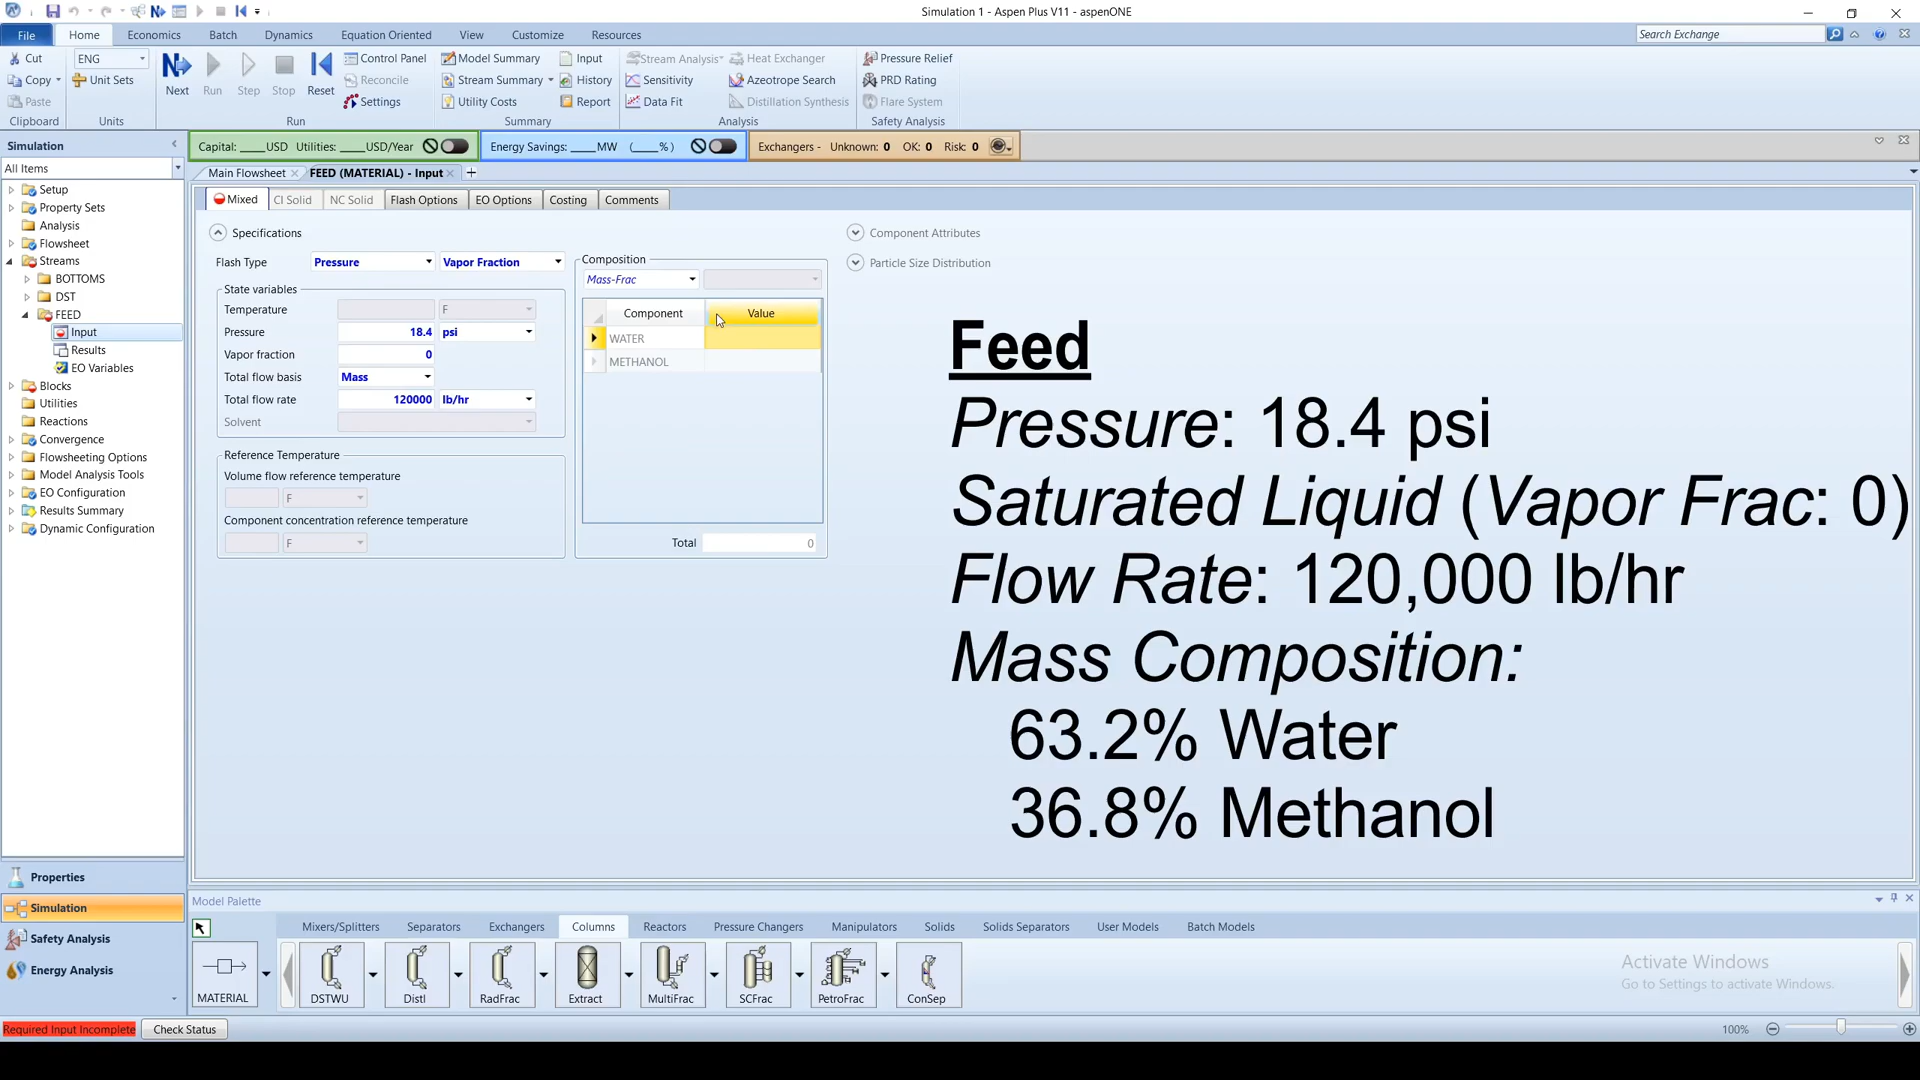 Simulation 1 - Aspen Plus V11 - aspenONE
File Home Economics Batch Dynamics Equation Oriented View Customize Resources Search Exchange
Cut ENG Control Panel Model Summary Input Stream Analysis Heat Exchanger Pressure Relief
Copy Unit Sets Next Run Step Stop Reset Reconcile Stream Summary History Sensitivity Azeotrope Search PRD Rating
Paste Settings Utility Costs Report Data Fit Distillation Synthesis Flare System
Clipboard Units Run Summary Analysis Safety Analysis
Simulation Capital: ____USD Utilities: ____USD/Year Energy Savings: ____MW (____%) Exchangers - Unknown: 0 OK: 0 Risk: 0
All Items Main Flowsheet FEED (MATERIAL) - Input
Setup
Property Sets
Analysis
Flowsheet
Streams
BOTTOMS
DST
FEED
Input
Results
EO Variables
Blocks
Utilities
Reactions
Convergence
Flowsheeting Options
Model Analysis Tools
EO Configuration
Results Summary
Dynamic Configuration
Properties
Simulation
Safety Analysis
Energy Analysis
Mixed CI Solid NC Solid Flash Options EO Options Costing Comments
Specifications
Flash Type Pressure Vapor Fraction
State variables
Temperature F
Pressure 18.4 psi
Vapor fraction 0
Total flow basis Mass
Total flow rate 120000 lb/hr
Solvent
Reference Temperature
Volume flow reference temperature
F
Component concentration reference temperature
F
Composition
Mass-Frac
Component Value
WATER
METHANOL
Total 0
Component Attributes
Particle Size Distribution
Feed
Pressure: 18.4 psi
Saturated Liquid (Vapor Frac: 0)
Flow Rate: 120,000 lb/hr
Mass Composition:
63.2% Water
36.8% Methanol
Model Palette
Mixers/Splitters Separators Exchangers Columns Reactors Pressure Changers Manipulators Solids Solids Separators User Models Batch Models
MATERIAL DSTWU Distl RadFrac Extract MultiFrac SCFrac PetroFrac ConSep
Activate Windows
Go to Settings to activate Windows.
Required Input Incomplete Check Status 100%